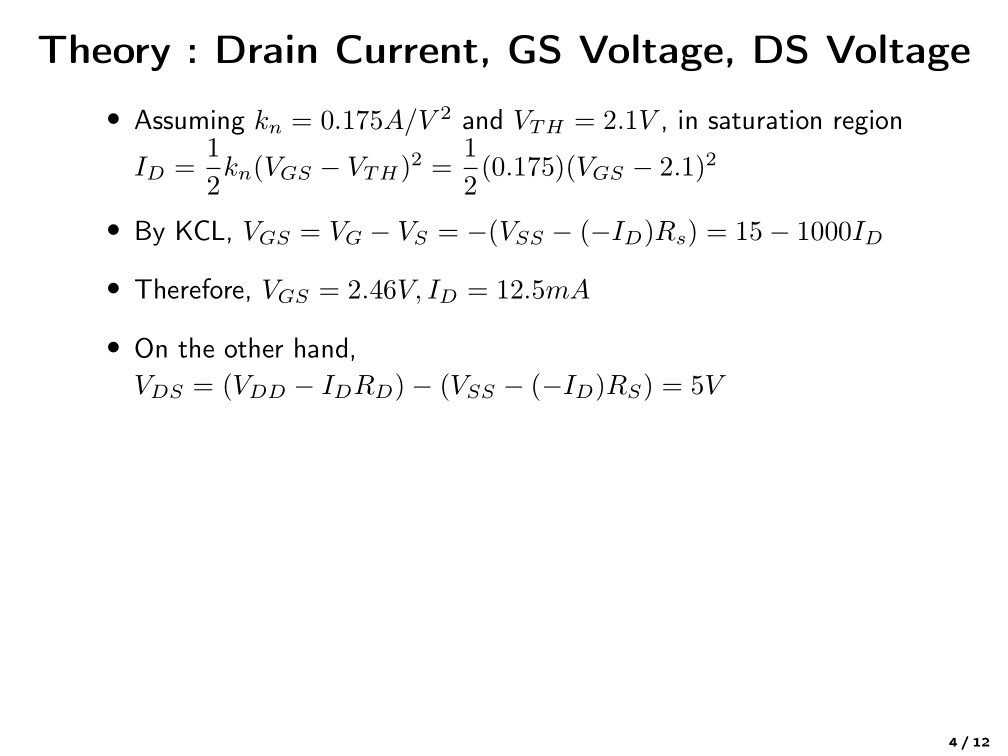 Theory : Drain Current, GS Voltage, DS Voltage
• Assuming $k_n = 0.175A/V^2$ and $V_{TH} = 2.1V$, in saturation region
$I_D = \frac{1}{2}k_n(V_{GS} - V_{TH})^2 = \frac{1}{2}(0.175)(V_{GS} - 2.1)^2$
• By KCL, $V_{GS} = V_G - V_S = -(V_{SS} - (-I_D)R_s) = 15 - 1000I_D$
• Therefore, $V_{GS} = 2.46V, I_D = 12.5mA$
• On the other hand,
$V_{DS} = (V_{DD} - I_DR_D) - (V_{SS} - (-I_D)R_S) = 5V$
4 / 12